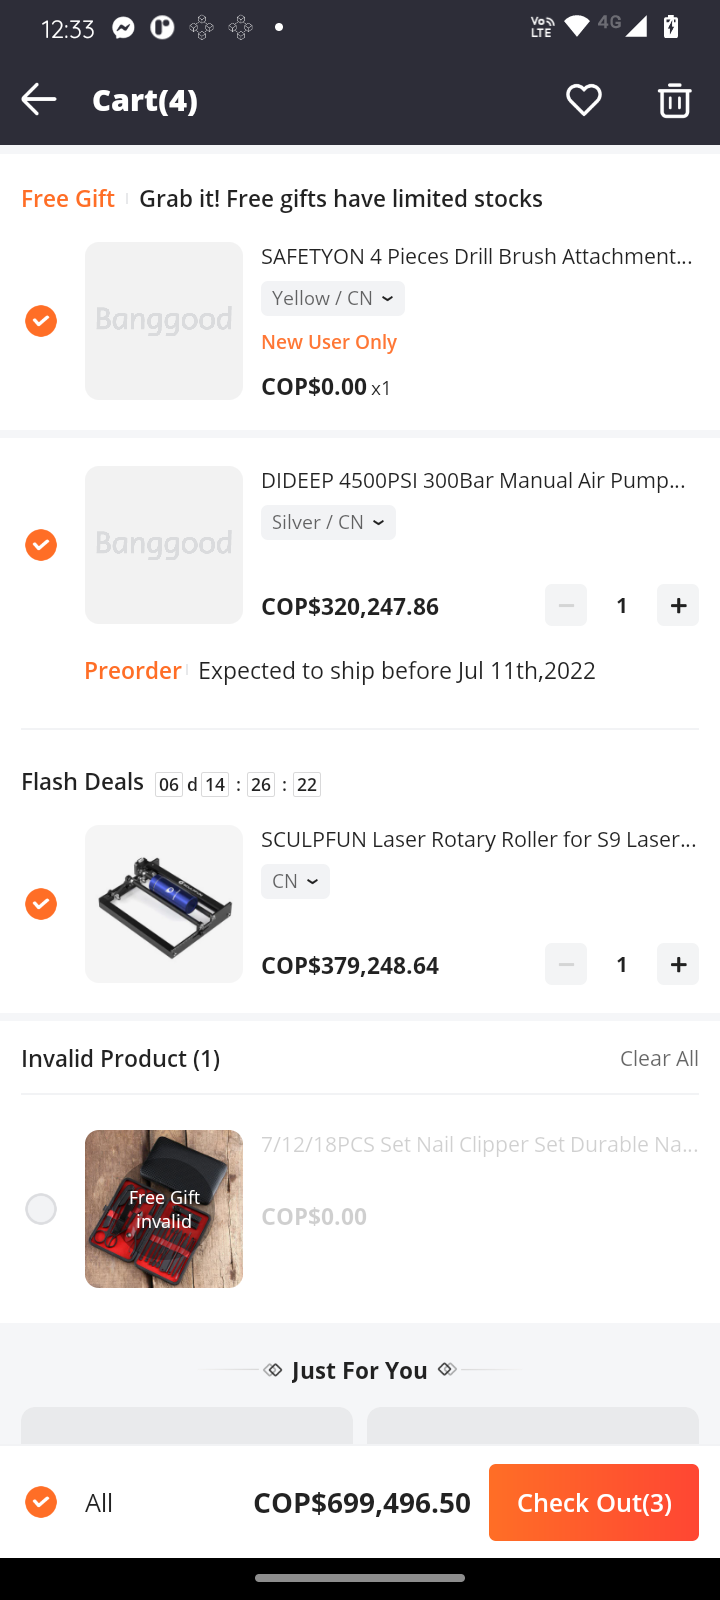 12:33
Vo)) LTE 4G
Cart(4)
Free Gift Grab it! Free gifts have limited stocks
SAFETYON 4 Pieces Drill Brush Attachment...
Banggood
Yellow / CN
New User Only
COP$0.00 x1
DIDEEP 4500PSI 300Bar Manual Air Pump...
Banggood
Silver / CN
COP$320,247.86 − 1 +
Preorder Expected to ship before Jul 11th,2022
Flash Deals 06 d 14 : 26 : 22
SCULPFUN Laser Rotary Roller for S9 Laser...
CN
COP$379,248.64 − 1 +
Invalid Product (1) Clear All
7/12/18PCS Set Nail Clipper Set Durable Na...
Free Gift
invalid
COP$0.00
Just For You
All COP$699,496.50 Check Out(3)